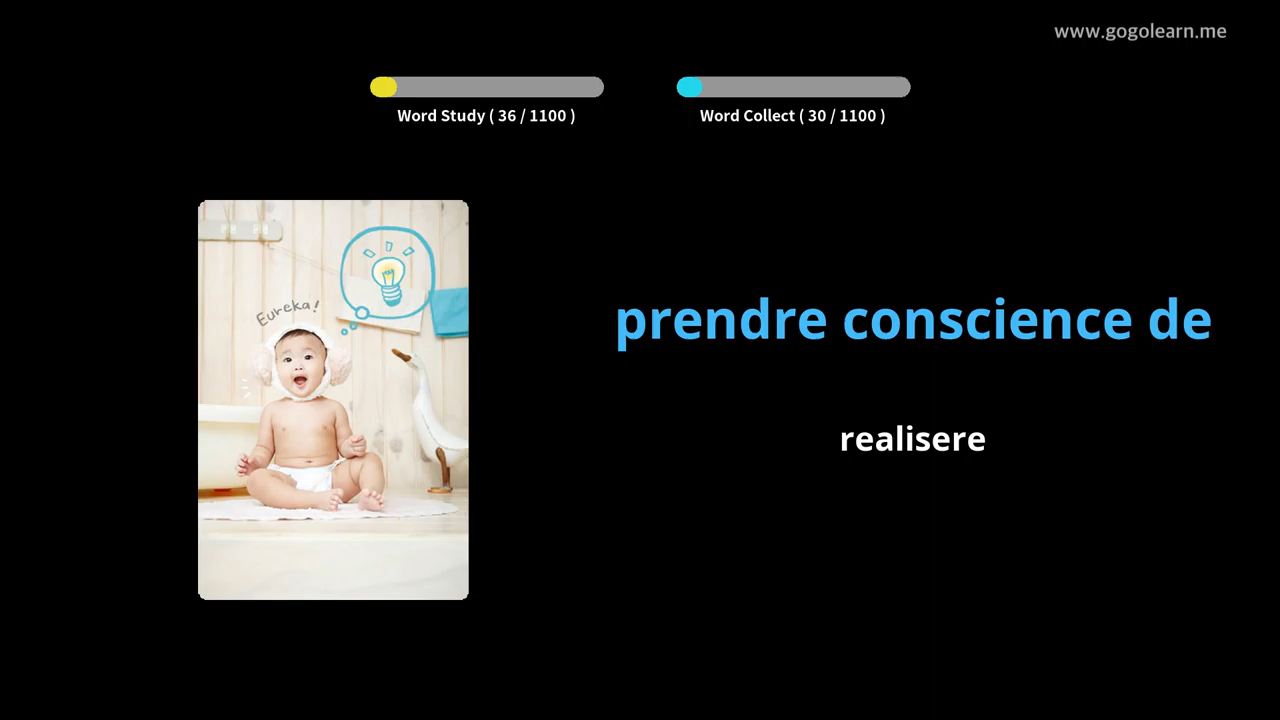 www.gogolearn.me
Word Study ( 36 / 1100 )
Word Collect ( 30 / 1100 )
Eureka!
prendre conscience de
realisere